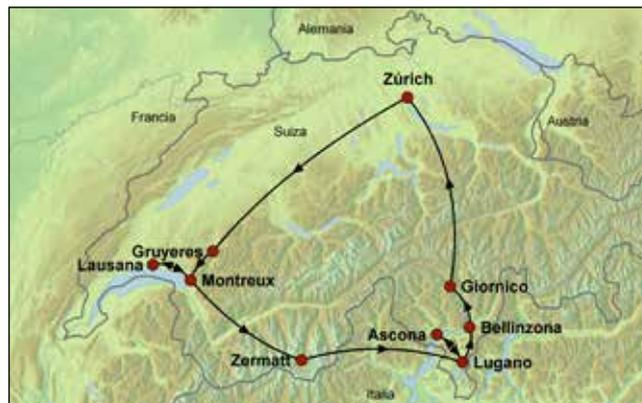 Alemania
Zúrich
Francia
Austria
Suiza
Gruyeres
Lausana
Montreux
Giornico
Bellinzona
Ascona
Zermatt
Lugano
Italia